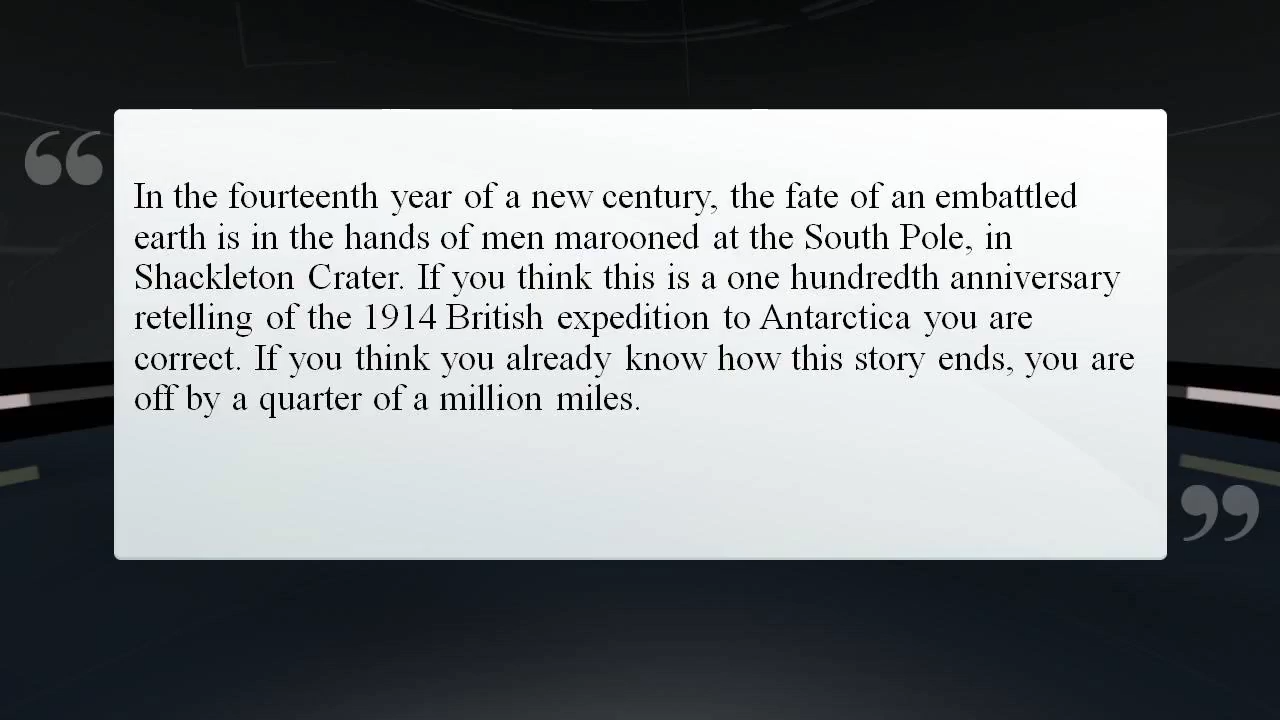 “
In the fourteenth year of a new century, the fate of an embattled
earth is in the hands of men marooned at the South Pole, in
Shackleton Crater. If you think this is a one hundredth anniversary
retelling of the 1914 British expedition to Antarctica you are
correct. If you think you already know how this story ends, you are
off by a quarter of a million miles.
”